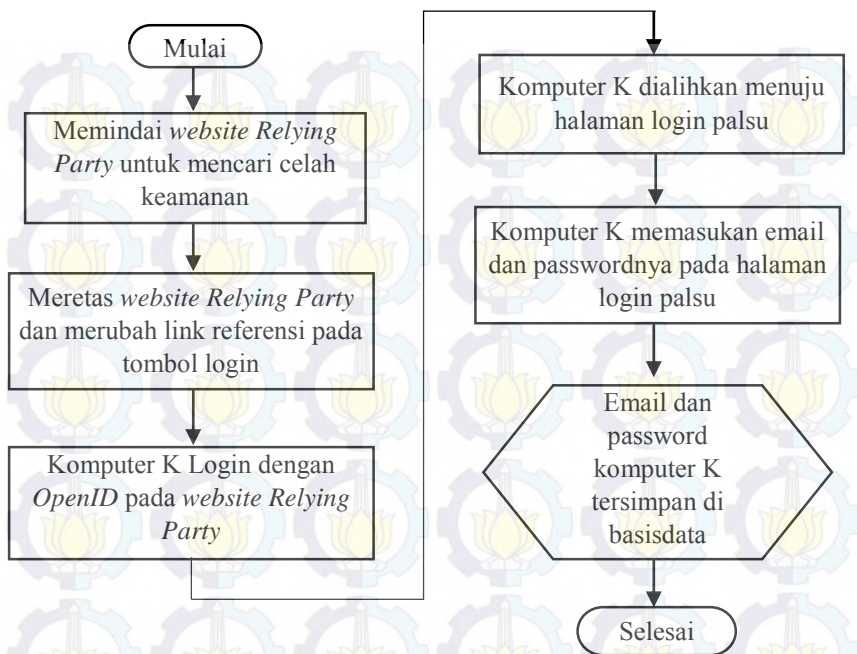 Mulai
Memindai website Relying
Party untuk mencari celah
keamanan
Meretas website Relying Party
dan merubah link referensi pada
tombol login
Komputer K Login dengan
OpenID pada website Relying
Party
Komputer K dialihkan menuju
halaman login palsu
Komputer K memasukan email
dan passwordnya pada halaman
login palsu
Email dan
password
komputer K
tersimpan di
basisdata
Selesai